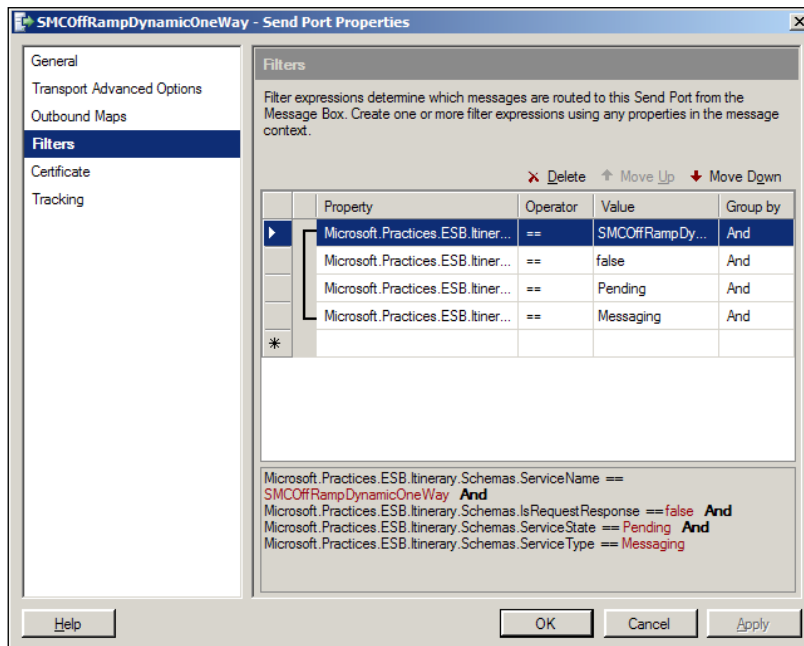 SMCOffRampDynamicOneWay - Send Port Properties
General
Transport Advanced Options
Outbound Maps
Filters
Certificate
Tracking
Filters
Filter expressions determine which messages are routed to this Send Port from the
Message Box. Create one or more filter expressions using any properties in the message
context.
Delete Move Up Move Down
Property Operator Value Group by
Microsoft.Practices.ESB.Itiner... == SMCOffRampDy... And
Microsoft.Practices.ESB.Itiner... == false And
Microsoft.Practices.ESB.Itiner... == Pending And
Microsoft.Practices.ESB.Itiner... == Messaging And
*
Microsoft.Practices.ESB.Itinerary.Schemas.ServiceName ==
SMCOffRampDynamicOneWay And
Microsoft.Practices.ESB.Itinerary.Schemas.IsRequestResponse == false And
Microsoft.Practices.ESB.Itinerary.Schemas.ServiceState == Pending And
Microsoft.Practices.ESB.Itinerary.Schemas.ServiceType == Messaging
Help OK Cancel Apply